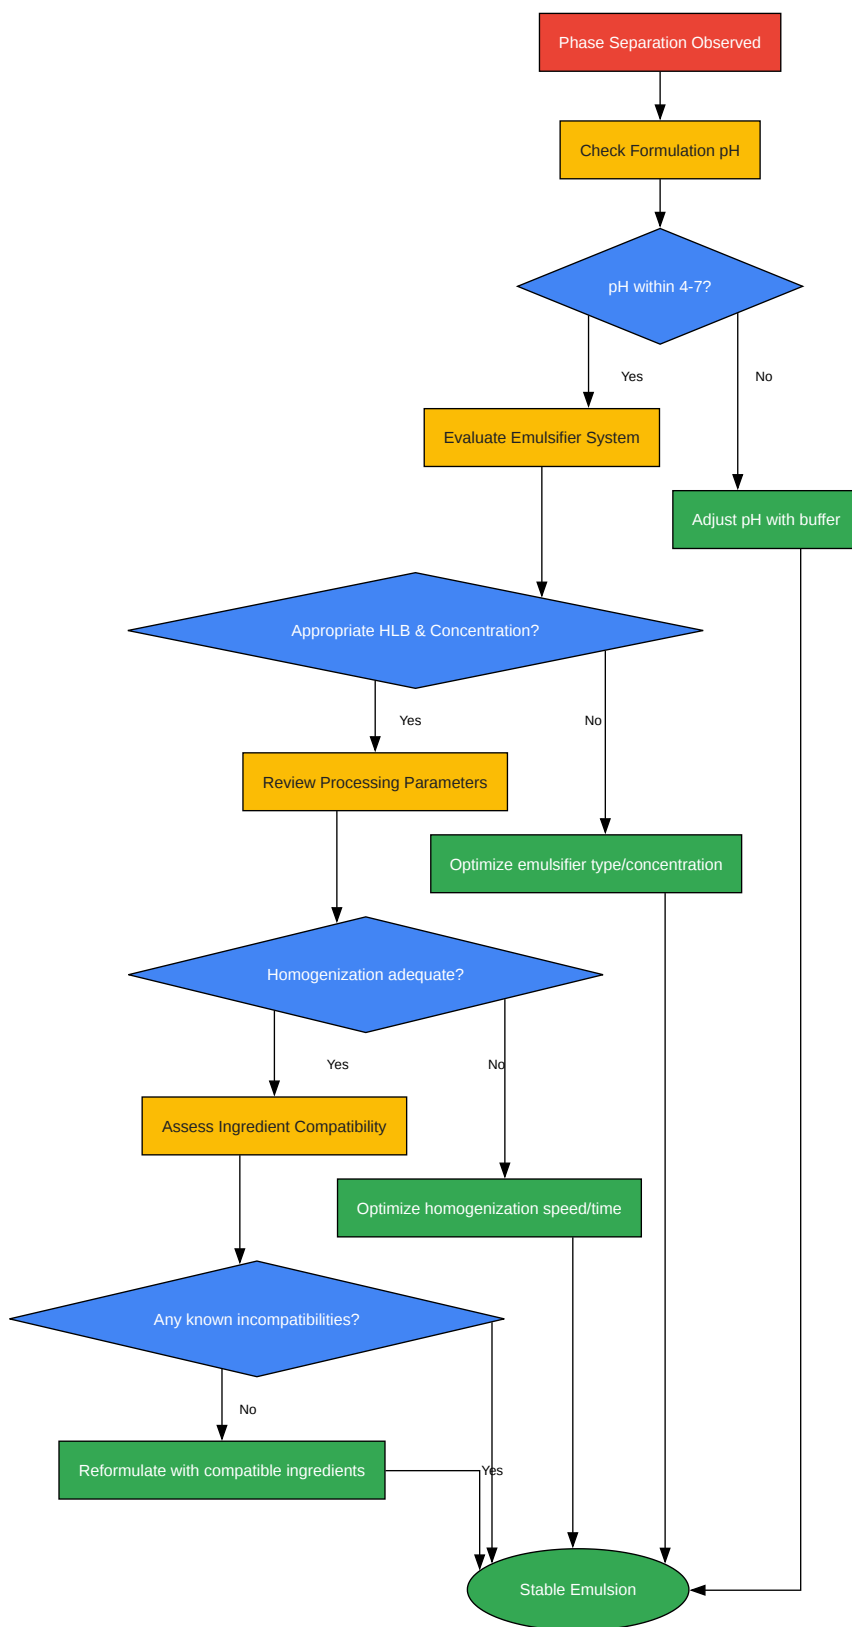 Phase Separation Observed
Check Formulation pH
pH within 4-7?
Yes
No
Evaluate Emulsifier System
Adjust pH with buffer
Appropriate HLB & Concentration?
Yes
No
Review Processing Parameters
Optimize emulsifier type/concentration
Homogenization adequate?
Yes
No
Assess Ingredient Compatibility
Optimize homogenization speed/time
Any known incompatibilities?
No
Reformulate with compatible ingredients
Yes
Stable Emulsion